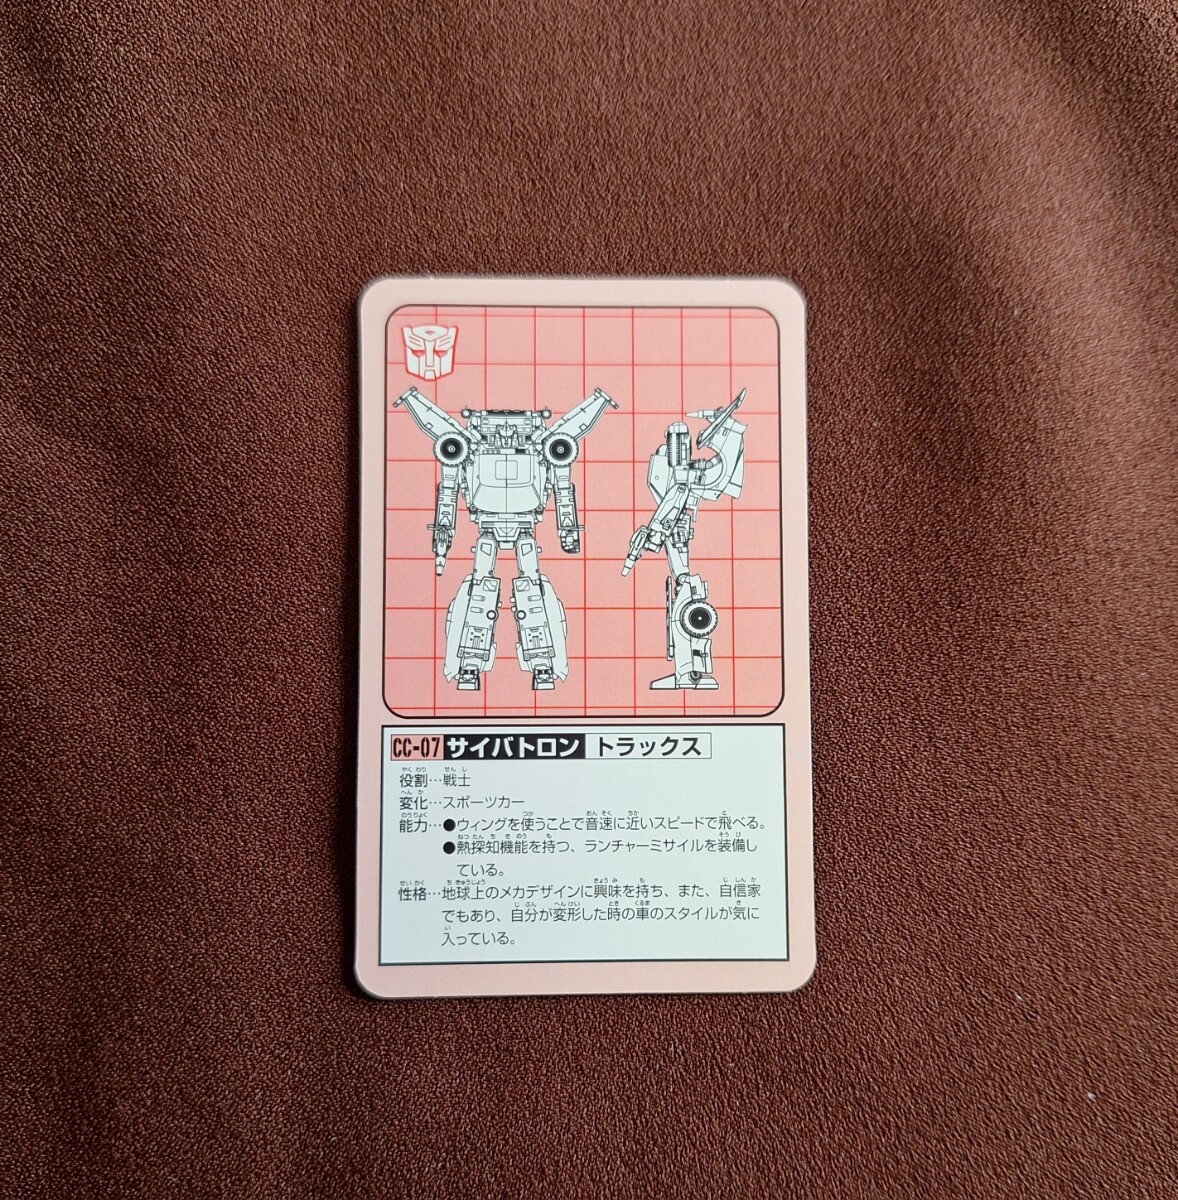 CC-07 サイバトロン トラックス
役割…戦士
変化…スポーツカー
能力…●ウィングを使うことで音速に近いスピードで飛べる。
●熱探知機能を持つ、ランチャーミサイルを装備し
ている。
性格…地球上のメカデザインに興味を持ち、また、自信家
でもあり、自分が変形した時の車のスタイルが気に
入っている。